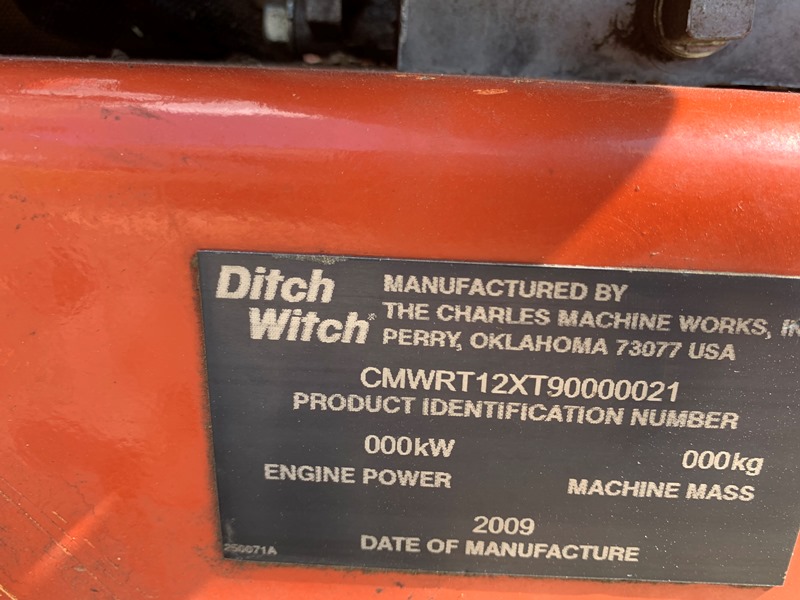 Ditch
Witch®
MANUFACTURED BY
THE CHARLES MACHINE WORKS, IN
PERRY, OKLAHOMA 73077 USA
CMWRT12XT90000021
PRODUCT IDENTIFICATION NUMBER
000kW
ENGINE POWER
000kg
MACHINE MASS
2009
DATE OF MANUFACTURE
250071A